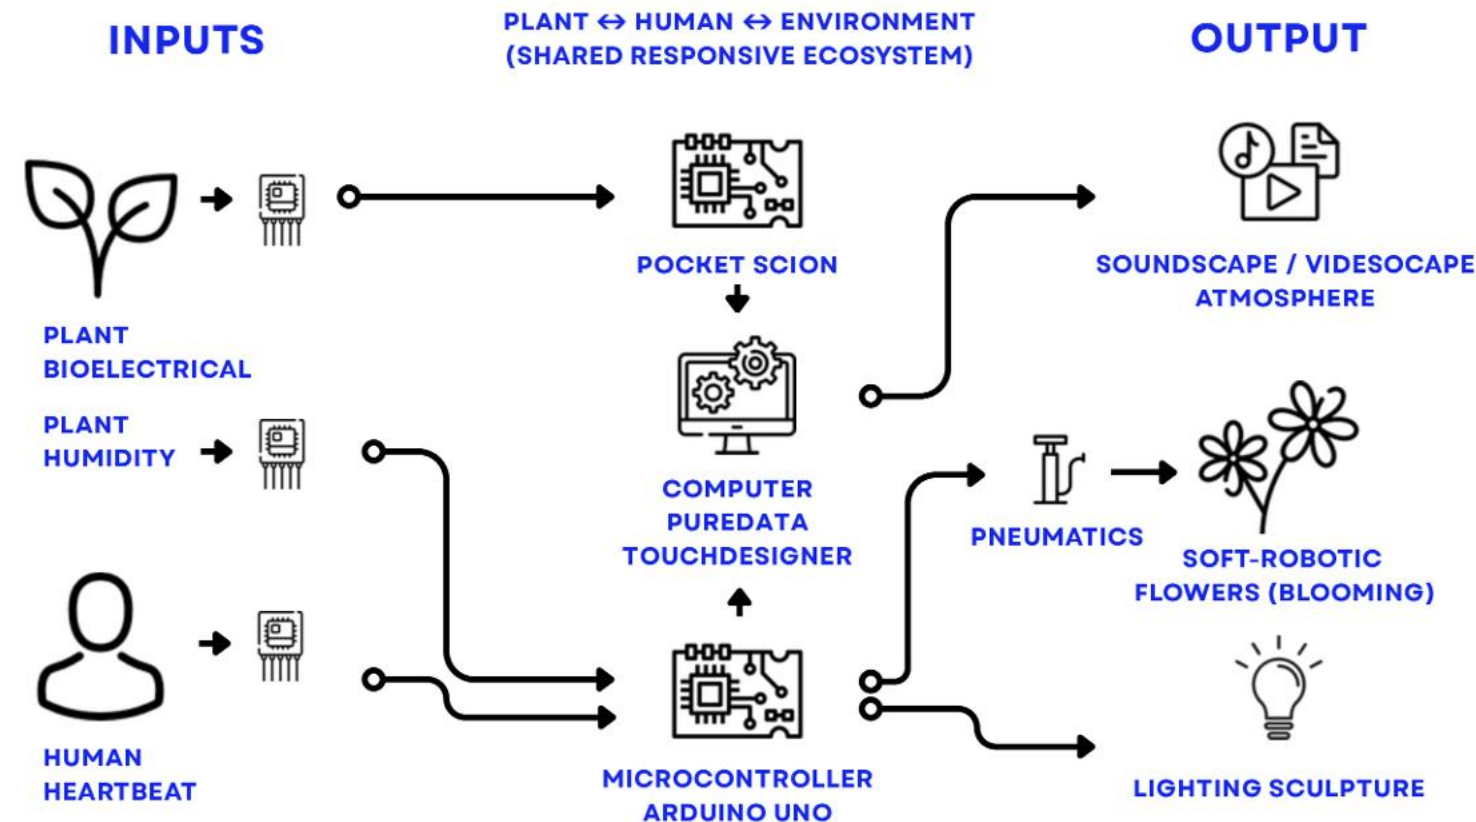 INPUTS
PLANT ↔ HUMAN ↔ ENVIRONMENT
(SHARED RESPONSIVE ECOSYSTEM)
OUTPUT
PLANT
BIOELECTRICAL
PLANT
HUMIDITY
HUMAN
HEARTBEAT
POCKET SCION
COMPUTER
PUREDATA
TOUCHDESIGNER
MICROCONTROLLER
ARDUINO UNO
SOUNDSCAPE / VIDESOCAPE
ATMOSPHERE
PNEUMATICS
SOFT-ROBOTIC
FLOWERS (BLOOMING)
LIGHTING SCULPTURE